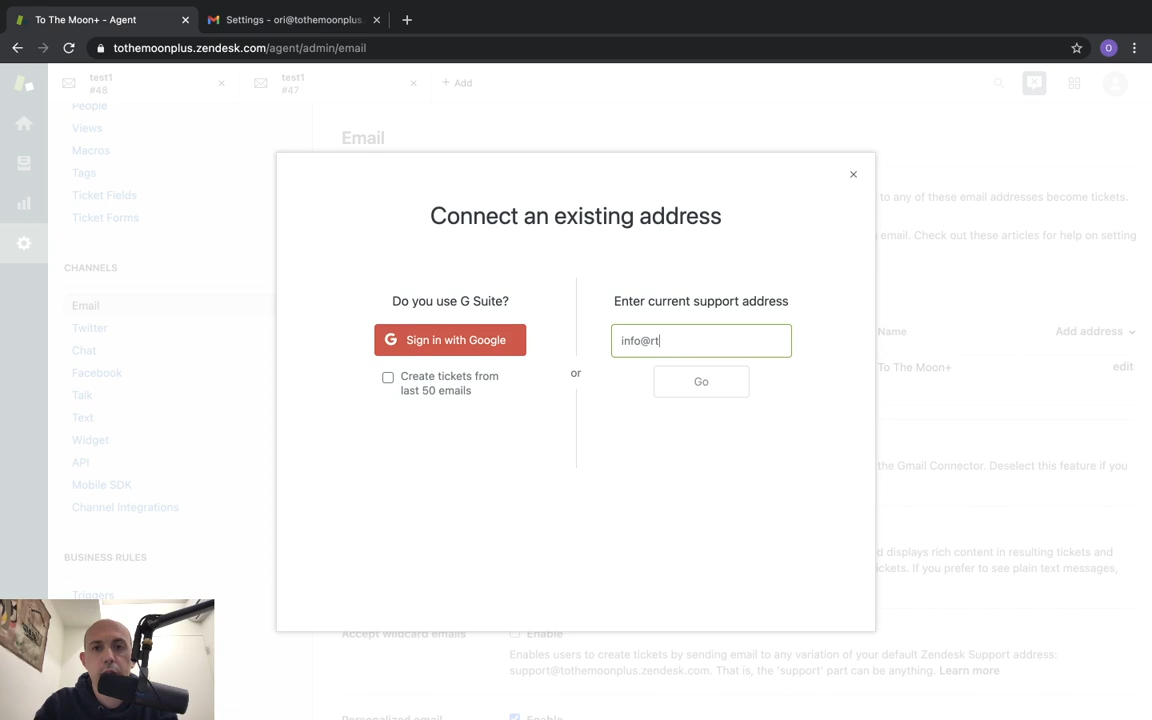 To The Moon+ - Agent
Settings - ori@tothemoonplus.
tothemoonplus.zendesk.com/agent/admin/email
O
test1
#48
test1
#47
+ Add
People
Views
Macros
Tags
Ticket Fields
Ticket Forms
CHANNELS
Email
Twitter
Chat
Facebook
Talk
Text
Widget
API
Mobile SDK
Channel Integrations
BUSINESS RULES
Triggers
Email
to any of these email addresses become tickets.
email. Check out these articles for help on setting
Name
Add address
To The Moon+
edit
the Gmail Connector. Deselect this feature if you
d displays rich content in resulting tickets and
ickets. If you prefer to see plain text messages,
Connect an existing address
Do you use G Suite?
G Sign in with Google
Create tickets from
last 50 emails
or
Enter current support address
info@rt
Go
Accept wildcard emails
Enable
Enables users to create tickets by sending email to any variation of your default Zendesk Support address:
support@tothemoonplus.zendesk.com. That is, the 'support' part can be anything. Learn more
Personalized email
Enable